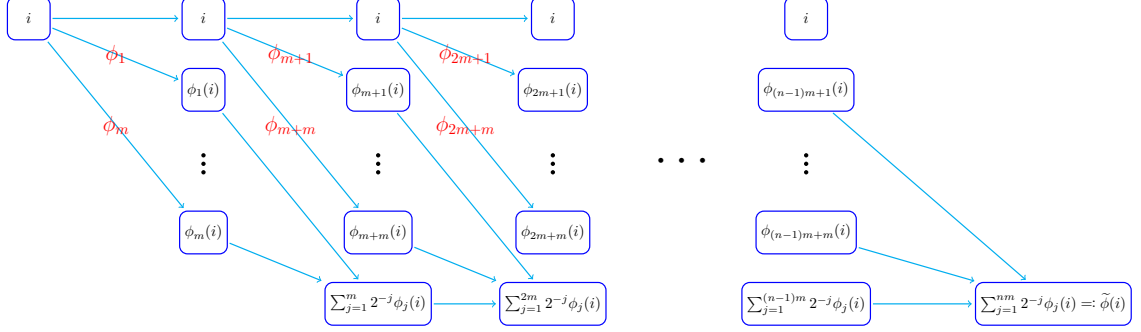 i i i i i
ϕ_1 ϕ_{m+1} ϕ_{2m+1}
ϕ_1(i) ϕ_{m+1}(i) ϕ_{2m+1}(i) ϕ_{(n−1)m+1}(i)
ϕ_m ϕ_{m+m} ϕ_{2m+m}
⋮ ⋮ ⋮ · · · ⋮
ϕ_m(i) ϕ_{m+m}(i) ϕ_{2m+m}(i) ϕ_{(n−1)m+m}(i)
∑_{j=1}^{m} 2^{−j}ϕ_j(i) ∑_{j=1}^{2m} 2^{−j}ϕ_j(i) ∑_{j=1}^{(n−1)m} 2^{−j}ϕ_j(i) ∑_{j=1}^{nm} 2^{−j}ϕ_j(i) =: ϕ̃(i)